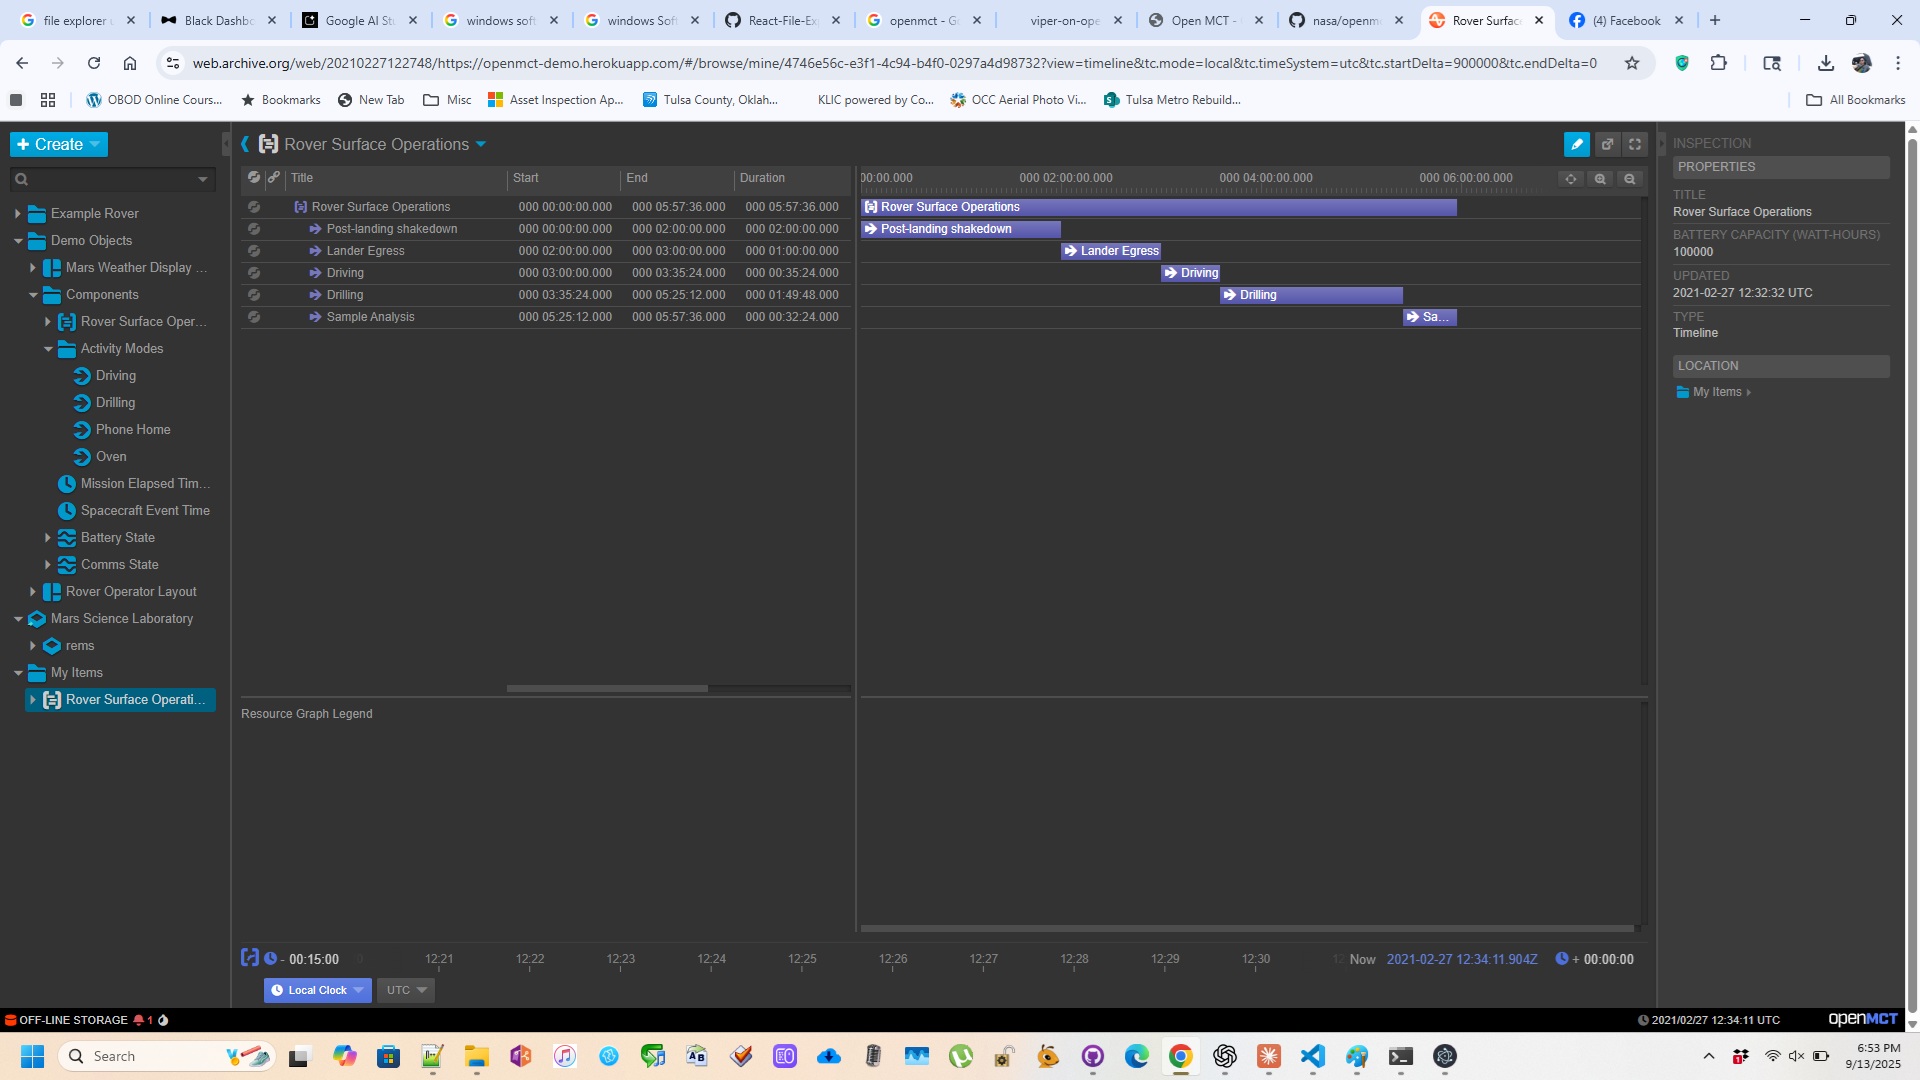 file explorer u
Black Dashbo
Google AI Stu
windows soft
windows Soft
React-File-Ex
openmct - Go
viper-on-ope
Open MCT -
nasa/openmc
Rover Surfac
(4) Facebook
web.archive.org/web/20210227122748/https://openmct-demo.herokuapp.com/#/browse/mine/4746e56c-e3f1-4c94-b4f0-0297a4d98732?view=timeline&tc.mode=local&tc.timeSystem=utc&tc.startDelta=900000&tc.endDelta=0
OBOD Online Cours...
Bookmarks
New Tab
Misc
Asset Inspection Ap...
Tulsa County, Oklah...
KLIC powered by Co...
OCC Aerial Photo Vi...
Tulsa Metro Rebuild...
All Bookmarks
+ Create
Example Rover
Demo Objects
Mars Weather Display ...
Components
Rover Surface Oper...
Activity Modes
Driving
Drilling
Phone Home
Oven
Mission Elapsed Tim...
Spacecraft Event Time
Battery State
Comms State
Rover Operator Layout
Mars Science Laboratory
rems
My Items
Rover Surface Operati...
Rover Surface Operations
Title Start End Duration
Rover Surface Operations 000 00:00:00.000 000 05:57:36.000 000 05:57:36.000
Post-landing shakedown 000 00:00:00.000 000 02:00:00.000 000 02:00:00.000
Lander Egress 000 02:00:00.000 000 03:00:00.000 000 01:00:00.000
Driving 000 03:00:00.000 000 03:35:24.000 000 00:35:24.000
Drilling 000 03:35:24.000 000 05:25:12.000 000 01:49:48.000
Sample Analysis 000 05:25:12.000 000 05:57:36.000 000 00:32:24.000
00:00.000 000 02:00:00.000 000 04:00:00.000 000 06:00:00.000
Rover Surface Operations
Post-landing shakedown
Lander Egress
Driving
Drilling
Sa...
Resource Graph Legend
- 00:15:00 12:21 12:22 12:23 12:24 12:25 12:26 12:27 12:28 12:29 12:30 12 Now 2021-02-27 12:34:11.904Z + 00:00:00
Local Clock UTC
INSPECTION
PROPERTIES
TITLE
Rover Surface Operations
BATTERY CAPACITY (WATT-HOURS)
100000
UPDATED
2021-02-27 12:32:32 UTC
TYPE
Timeline
LOCATION
My Items
OFF-LINE STORAGE 1
2021/02/27 12:34:11 UTC
openMCT
Search
6:53 PM
9/13/2025